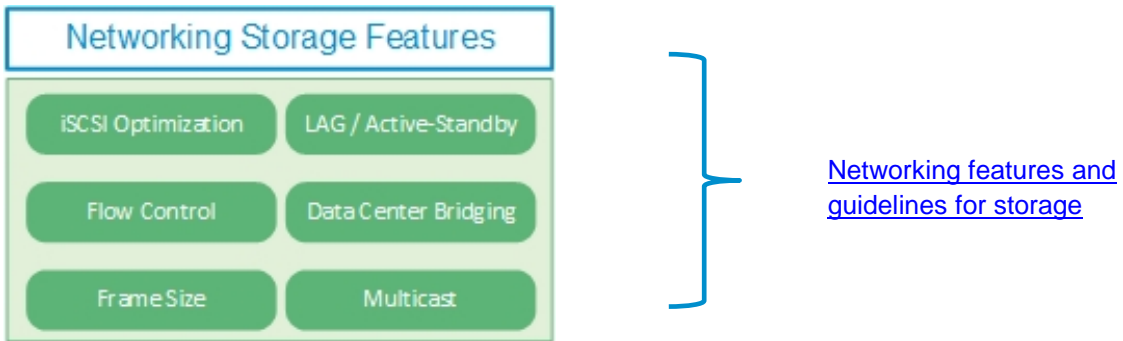 Networking Storage Features
iSCSI Optimization
LAG / Active-Standby
Flow Control
Data Center Bridging
Frame Size
Multicast
Networking features and
guidelines for storage